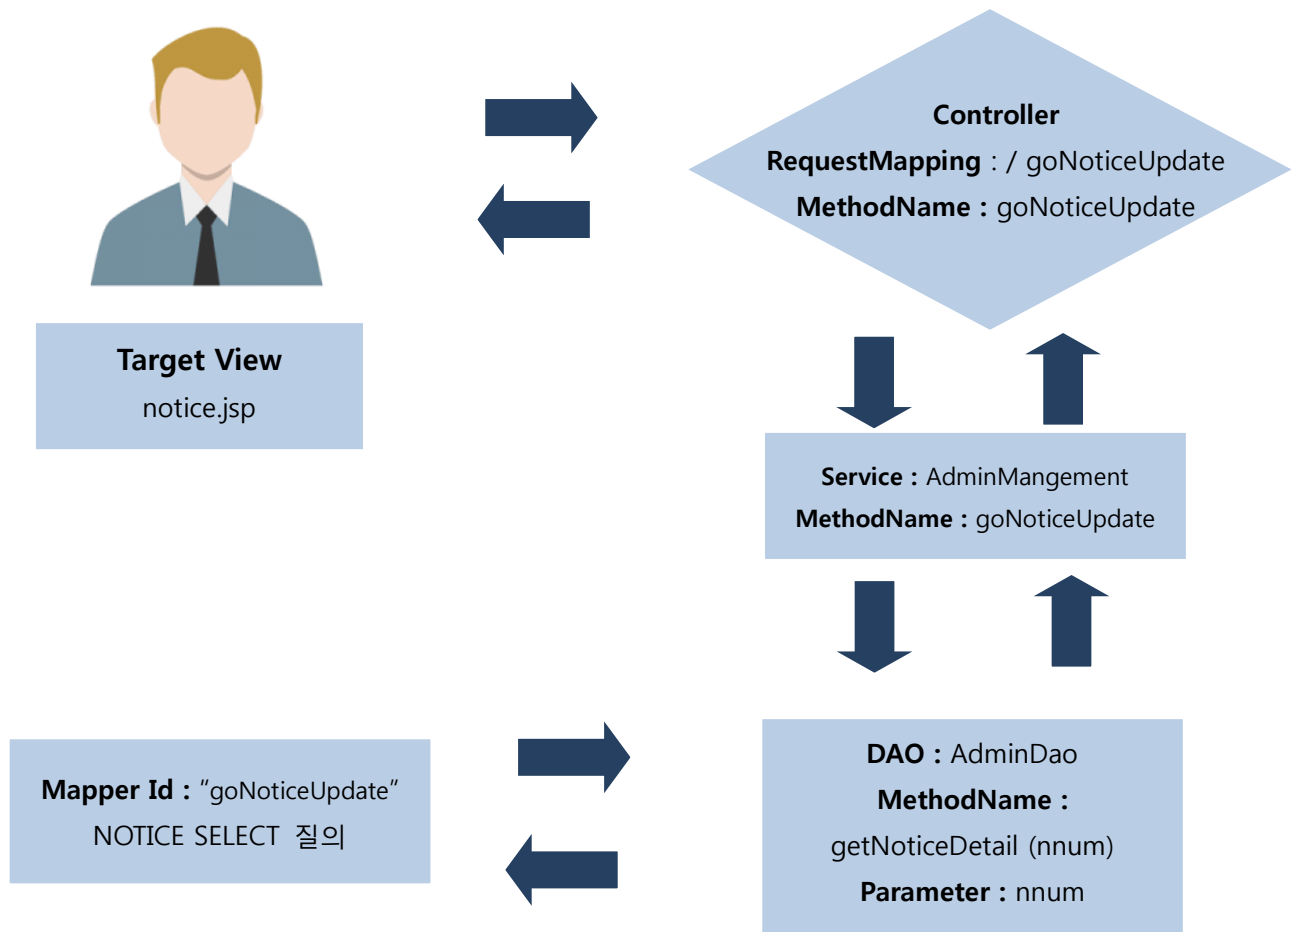 Controller
RequestMapping : / goNoticeUpdate
MethodName : goNoticeUpdate
Target View
notice.jsp
Service : AdminMangement
MethodName : goNoticeUpdate
Mapper Id : “goNoticeUpdate”
NOTICE SELECT 질의
DAO : AdminDao
MethodName :
getNoticeDetail (nnum)
Parameter : nnum